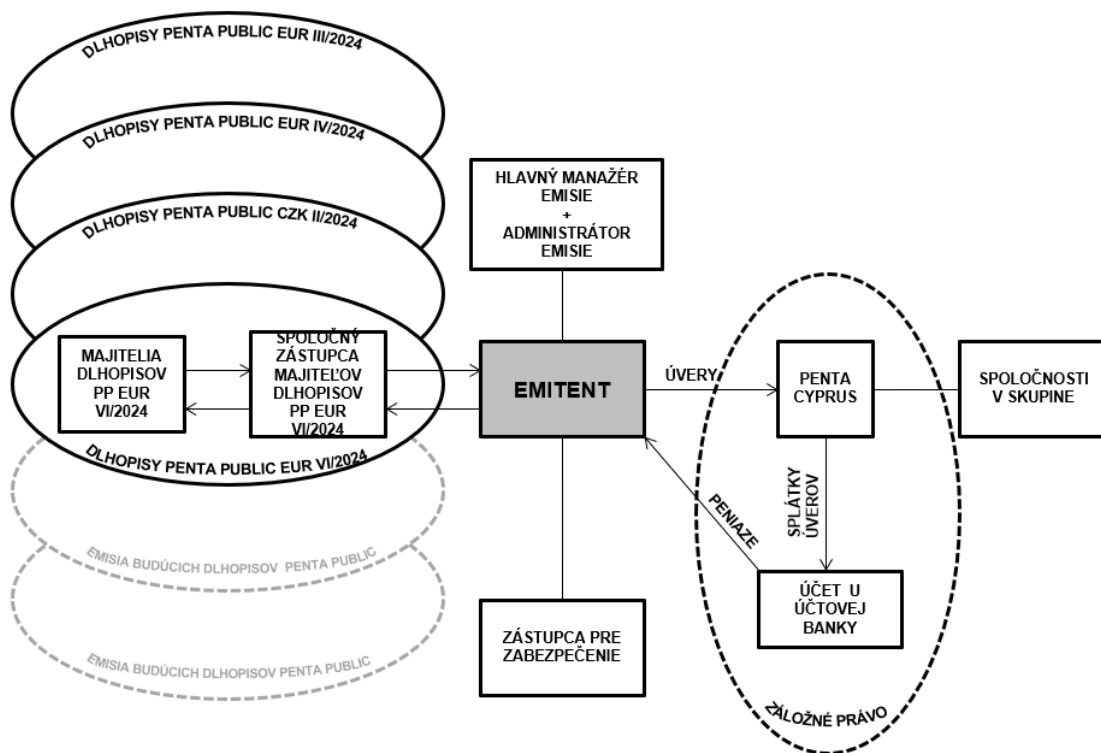 DLHOPISY PENTA PUBLIC EUR III/2024
DLHOPISY PENTA PUBLIC EUR IV/2024
DLHOPISY PENTA PUBLIC CZK II/2024
HLAVNÝ MANAŽÉR
EMISIE
+
ADMINISTRÁTOR
EMISIE
MAJITELIA
DLHOPISOV
PP EUR
VI/2024
SPOLOČNÝ
ZÁSTUPCA
MAJITEĽOV
DLHOPISOV
PP EUR
VI/2024
DLHOPISY PENTA PUBLIC EUR VI/2024
EMITENT
ÚVERY
PENTA
CYPRUS
SPOLOČNOSTI
V SKUPINE
SPLÁTKY
ÚVEROV
PENIAZE
ÚČET U
ÚČTOVEJ
BANKY
ZÁLOŽNÉ PRÁVO
EMISIA BUDÚCICH DLHOPISOV PENTA PUBLIC
EMISIA BUDÚCICH DLHOPISOV PENTA PUBLIC
ZÁSTUPCA PRE
ZABEZPEČENIE